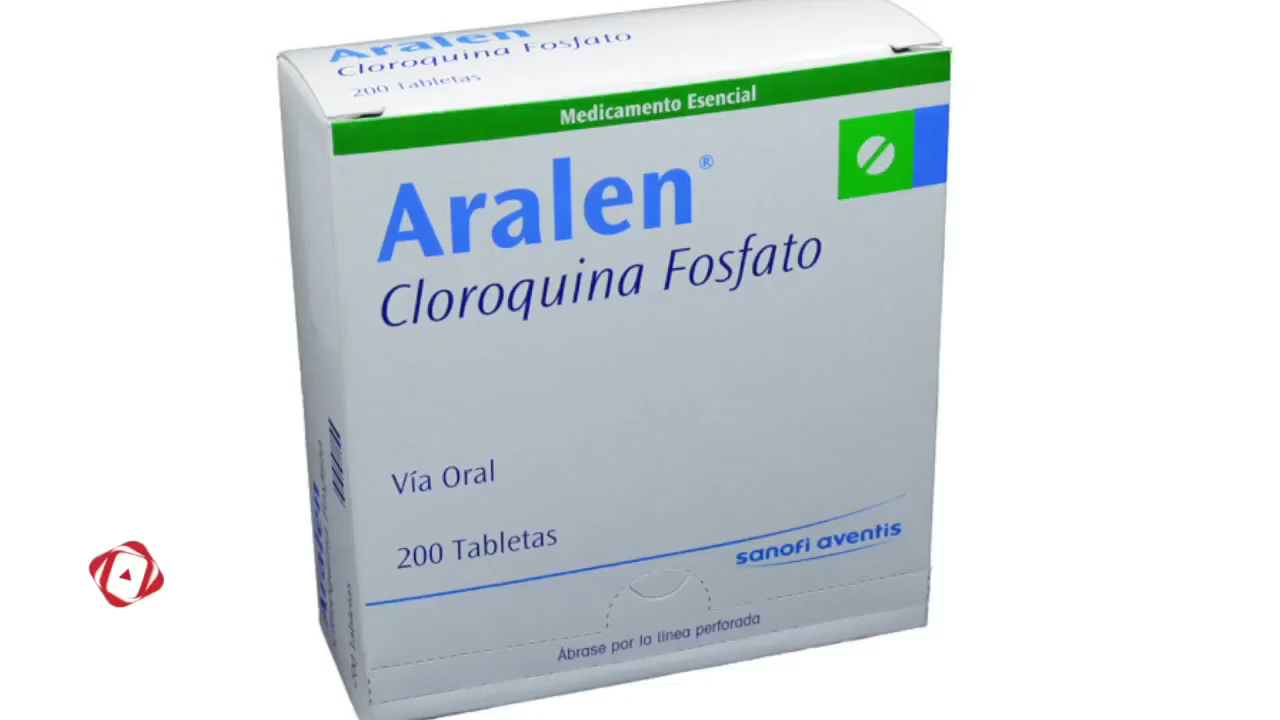 Aralen
Cloroquina Fosfato
200 Tabletas
Medicamento Esencial
Aralen®
Cloroquina Fosfato
Vía Oral
200 Tabletas
sanofi aventis
Ábrase por la línea perforada
Aralen